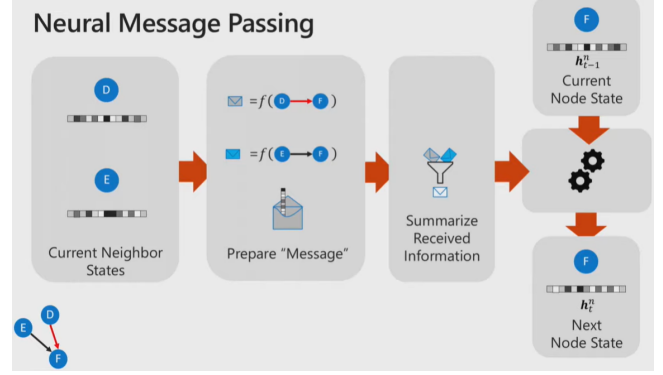 Neural Message Passing
D
E
Current Neighbor
States
=f( D F )
=f( E F )
Prepare “Message”
Summarize
Received
Information
F
h^n_{t-1}
Current
Node State
F
h^n_t
Next
Node State
D
E
F